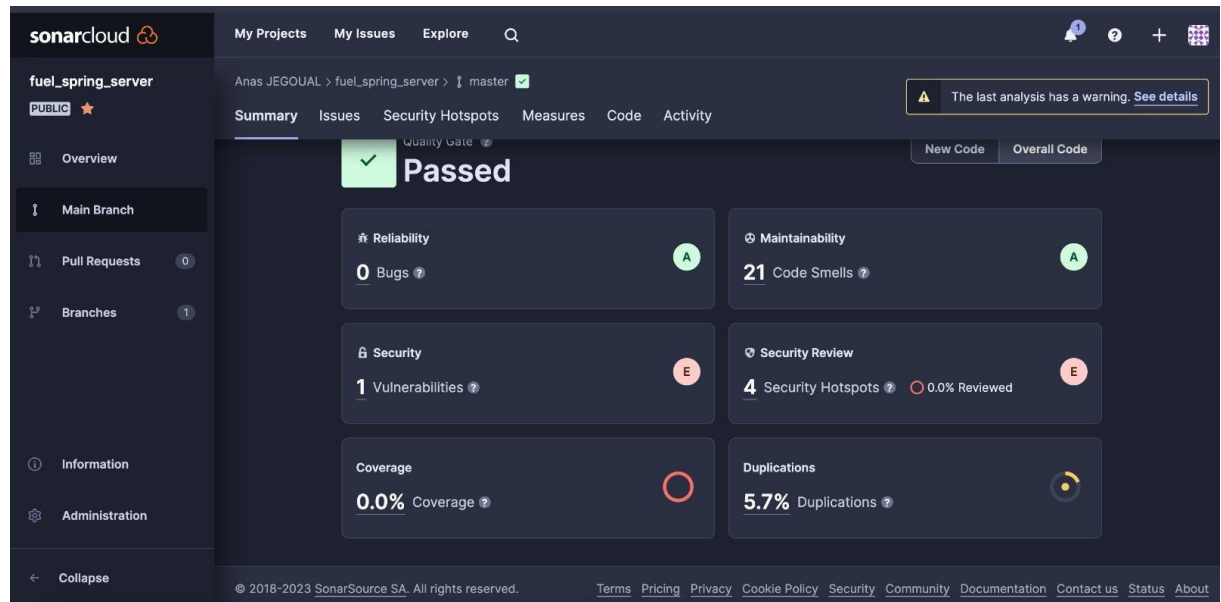 sonarcloud
My Projects My Issues Explore
1
fuel_spring_server
PUBLIC
Overview
Main Branch
Pull Requests 0
Branches 1
Information
Administration
Collapse
Anas JEGOUAL > fuel_spring_server > master
The last analysis has a warning. See details
Summary Issues Security Hotspots Measures Code Activity
Quality Gate ?
Passed
New Code Overall Code
Reliability
0 Bugs ?
A
Maintainability
21 Code Smells ?
A
Security
1 Vulnerabilities ?
E
Security Review
4 Security Hotspots ? 0.0% Reviewed
E
Coverage
0.0% Coverage ?
Duplications
5.7% Duplications ?
© 2018-2023 SonarSource SA. All rights reserved.
Terms Pricing Privacy Cookie Policy Security Community Documentation Contact us Status About